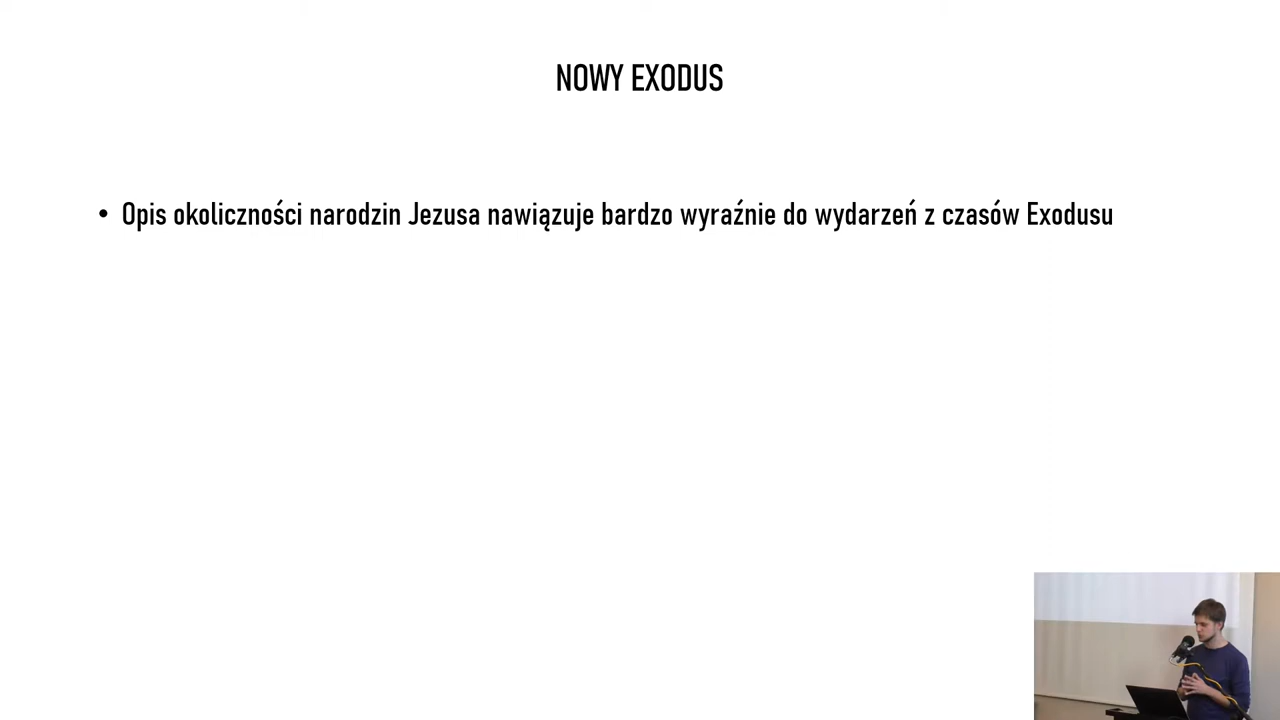 NOWY EXODUS
• Opis okoliczności narodzin Jezusa nawiązuje bardzo wyraźnie do wydarzeń z czasów Exodusu